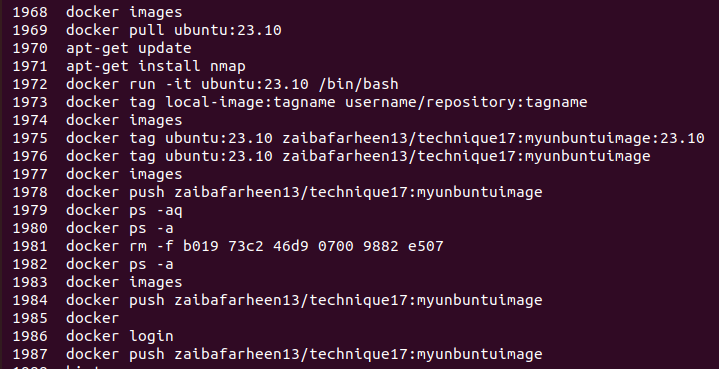 1968 docker images
1969 docker pull ubuntu:23.10
1970 apt-get update
1971 apt-get install nmap
1972 docker run -it ubuntu:23.10 /bin/bash
1973 docker tag local-image:tagname username/repository:tagname
1974 docker images
1975 docker tag ubuntu:23.10 zaibafarheen13/technique17:myunbuntuimage:23.10
1976 docker tag ubuntu:23.10 zaibafarheen13/technique17:myunbuntuimage
1977 docker images
1978 docker push zaibafarheen13/technique17:myunbuntuimage
1979 docker ps -aq
1980 docker ps -a
1981 docker rm -f b019 73c2 46d9 0700 9882 e507
1982 docker ps -a
1983 docker images
1984 docker push zaibafarheen13/technique17:myunbuntuimage
1985 docker
1986 docker login
1987 docker push zaibafarheen13/technique17:myunbuntuimage